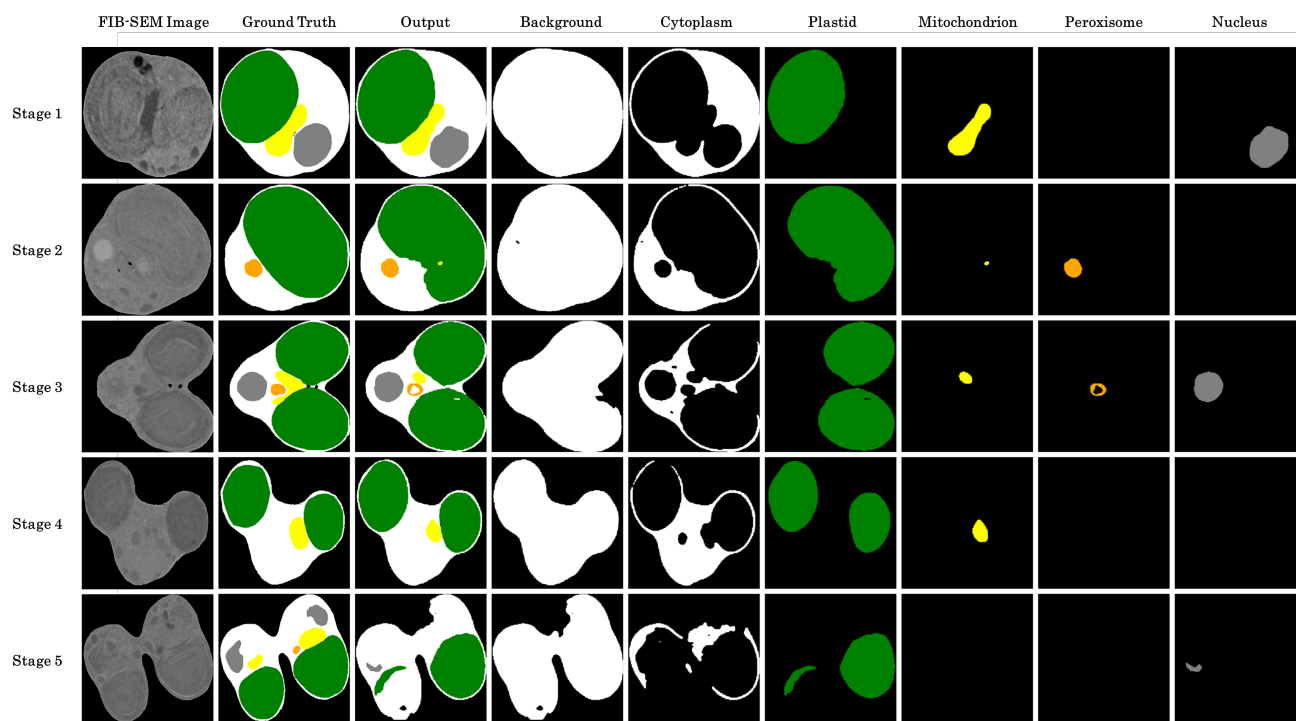 FIB-SEM Image Ground Truth Output Background Cytoplasm Plastid Mitochondrion Peroxisome Nucleus
Stage 1
Stage 2
Stage 3
Stage 4
Stage 5